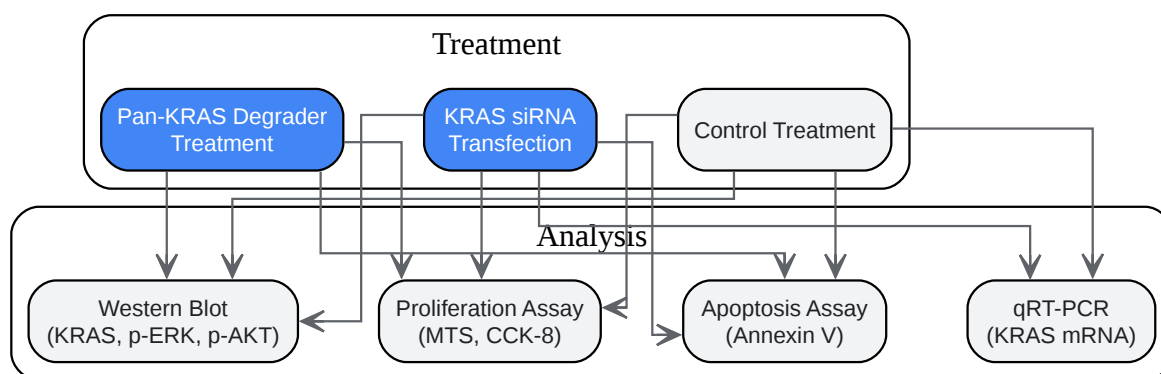 Treatment
Pan-KRAS Degrader
Treatment
KRAS siRNA
Transfection
Control Treatment
Analysis
Western Blot
(KRAS, p-ERK, p-AKT)
Proliferation Assay
(MTS, CCK-8)
Apoptosis Assay
(Annexin V)
qRT-PCR
(KRAS mRNA)